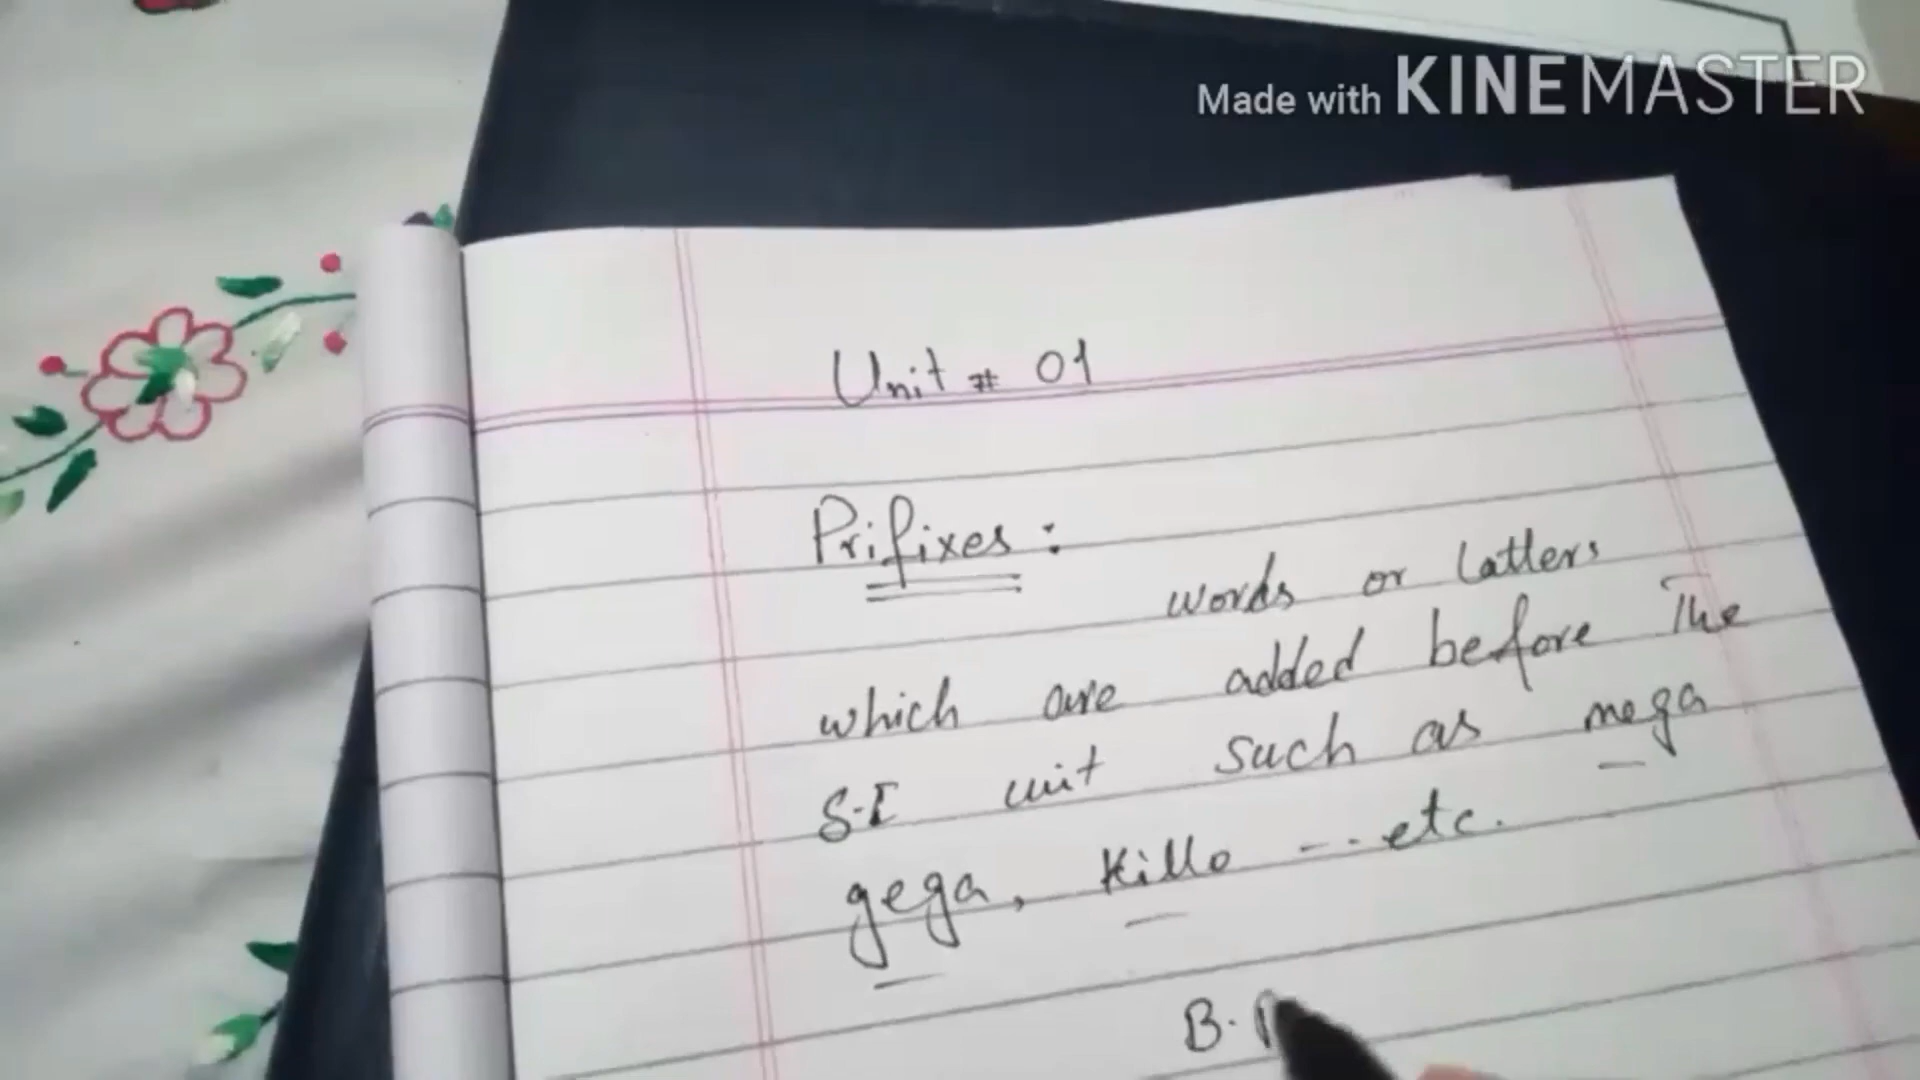 Made with KINEMASTER
Unit # 01
Prifixes :
words or latters
which are added before The
S.I unit such as mega
gega, Killo --- etc.
B.